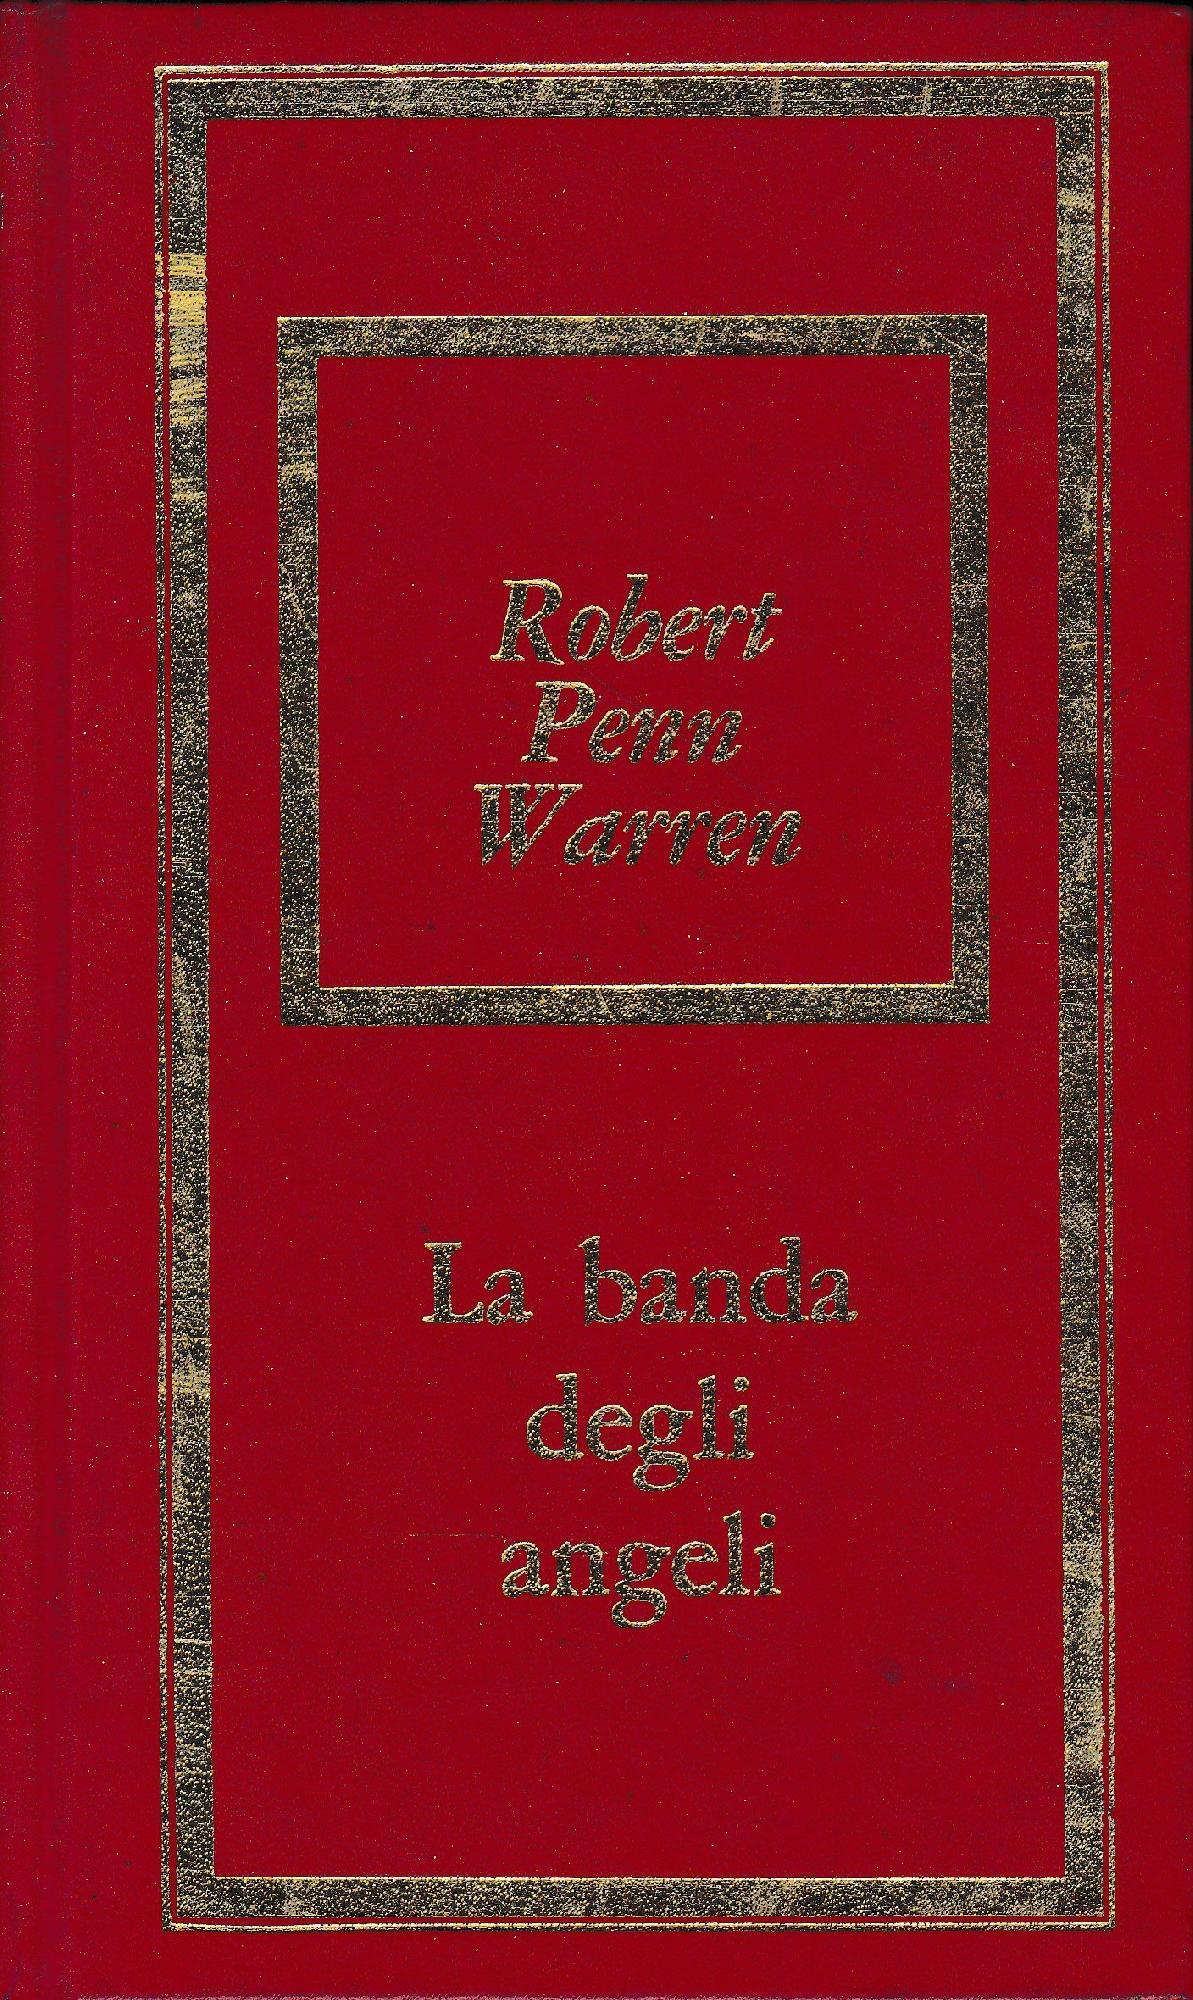 Robert
Penn
Warren
La banda
degli
angeli